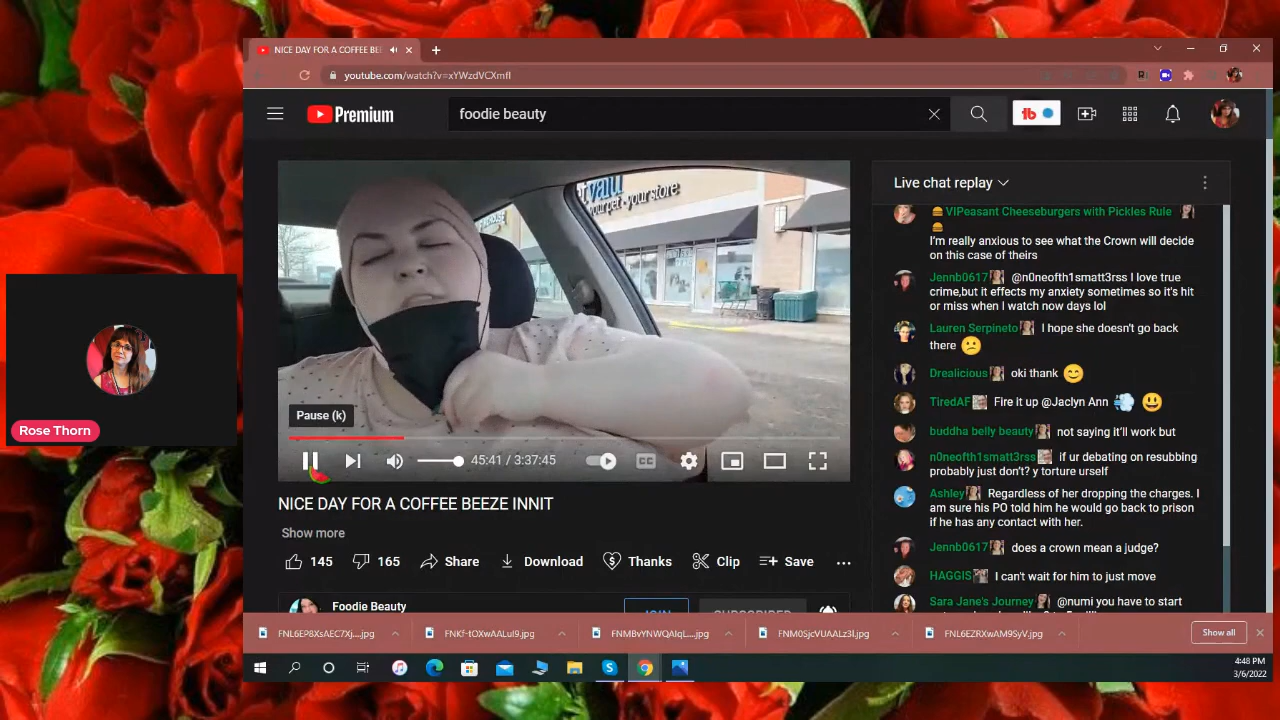 NICE DAY FOR A COFFEE BEE
youtube.com/watch?v=xYWzdVCXmfI
Premium
foodie beauty
valu
your pet - your store
Live chat replay
VIPeasant Cheeseburgers with Pickles Rule
I'm really anxious to see what the Crown will decide
on this case of theirs
Jennb0617 @n0neofth1smatt3rss I love true
crime,but it effects my anxiety sometimes so it's hit
or miss when I watch now days lol
Lauren Serpineto I hope she doesn't go back
there
Drealicious oki thank
TiredAF Fire it up @Jaclyn Ann
buddha belly beauty not saying it'll work but
n0neofth1smatt3rss if ur debating on resubbing
probably just don't? y torture urself
Ashley Regardless of her dropping the charges. I
am sure his PO told him he would go back to prison
if he has any contact with her.
Jennb0617 does a crown mean a judge?
HAGGIS I can't wait for him to just move
Sara Jane's Journey @numi you have to start
Pause (k)
45:41 / 3:37:45
CC
NICE DAY FOR A COFFEE BEEZE INNIT
Show more
145 165 Share Download Thanks Clip Save
Foodie Beauty
JOIN SUBSCRIBED
Rose Thorn
FNL6EP8XsAEC7Xj....jpg FNKf-tOXwAALuI9.jpg FNMBvYNWQAIqL....jpg FNM0SjcVUAALz3I.jpg FNL6EZRXwAM9SyV.jpg Show all
4:48 PM
3/6/2022